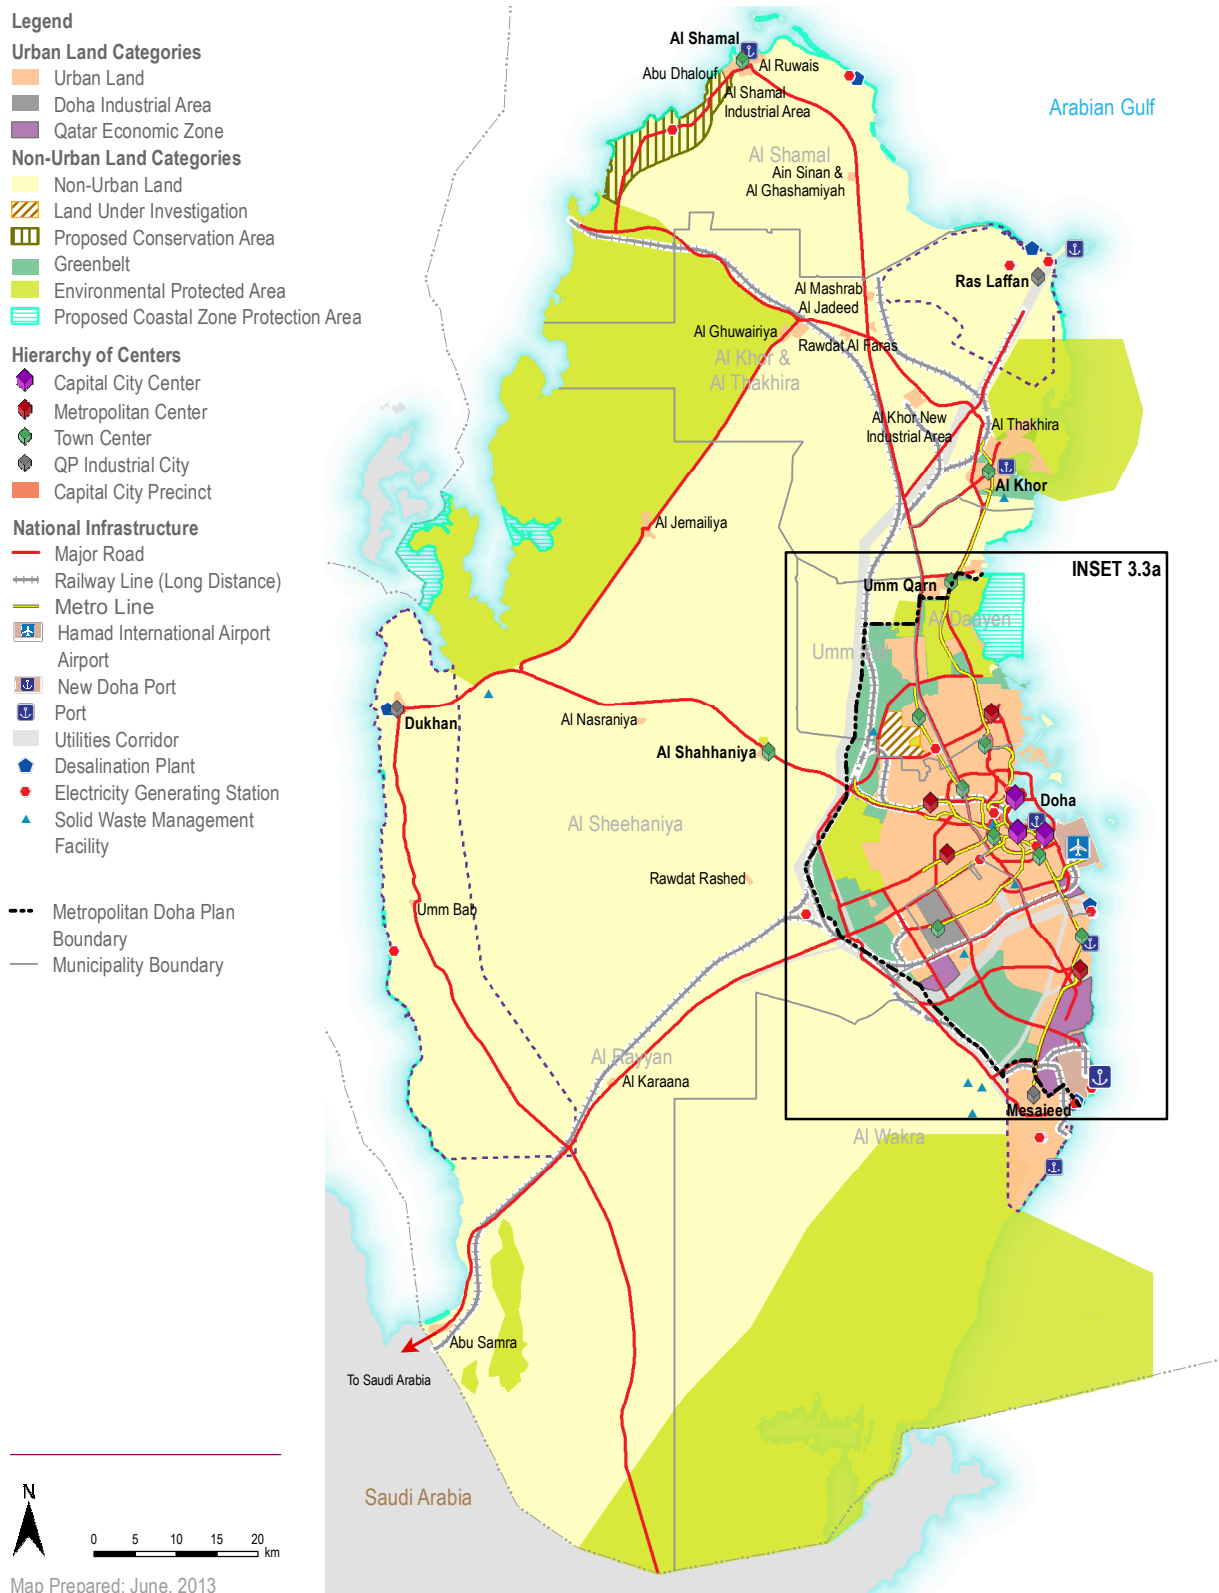 Legend
Urban Land Categories
Urban Land
Doha Industrial Area
Qatar Economic Zone
Non-Urban Land Categories
Non-Urban Land
Land Under Investigation
Proposed Conservation Area
Greenbelt
Environmental Protected Area
Proposed Coastal Zone Protection Area
Hierarchy of Centers
Capital City Center
Metropolitan Center
Town Center
QP Industrial City
Capital City Precinct
National Infrastructure
Major Road
Railway Line (Long Distance)
Metro Line
Hamad International Airport
Airport
New Doha Port
Port
Utilities Corridor
Desalination Plant
Electricity Generating Station
Solid Waste Management
Facility
Metropolitan Doha Plan
Boundary
Municipality Boundary
N
0 5 10 15 20
km
Map Prepared: June, 2013
Al Shamal
Al Ruwais
Abu Dhalouf
Al Shamal
Industrial Area
Arabian Gulf
Al Shamal
Ain Sinan &
Al Ghashamiyah
Ras Laffan
Al Mashrab
Al Jadeed
Al Ghuwairiya
Rawdat Al Faras
Al Khor &
Al Thakhira
Al Khor New
Industrial Area
Al Thakhira
Al Khor
Al Jemailiya
INSET 3.3a
Umm Qarn
Al Daayen
Umm
Dukhan
Al Nasraniya
Al Shahhaniya
Doha
Al Sheehaniya
Rawdat Rashed
Umm Bab
Al Rayyan
Al Karaana
Mesaieed
Al Wakra
Abu Samra
To Saudi Arabia
Saudi Arabia